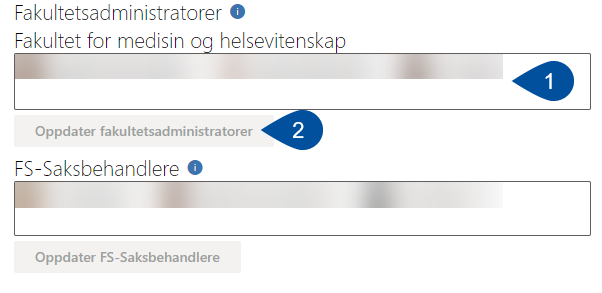 Fakultetsadministratorer i
Fakultet for medisin og helsevitenskap
1
Oppdater fakultetsadministratorer
2
FS-Saksbehandlere i
Oppdater FS-Saksbehandlere